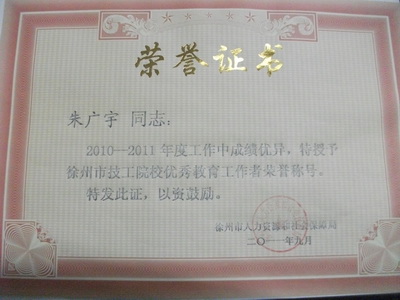 荣誉证书
朱广宇 同志：
2010—2011年度工作中成绩优异，特授予
徐州市技工院校优秀教育工作者荣誉称号。
特发此证，以资鼓励。
徐州市人力资源和社会保障局
二〇一一年九月